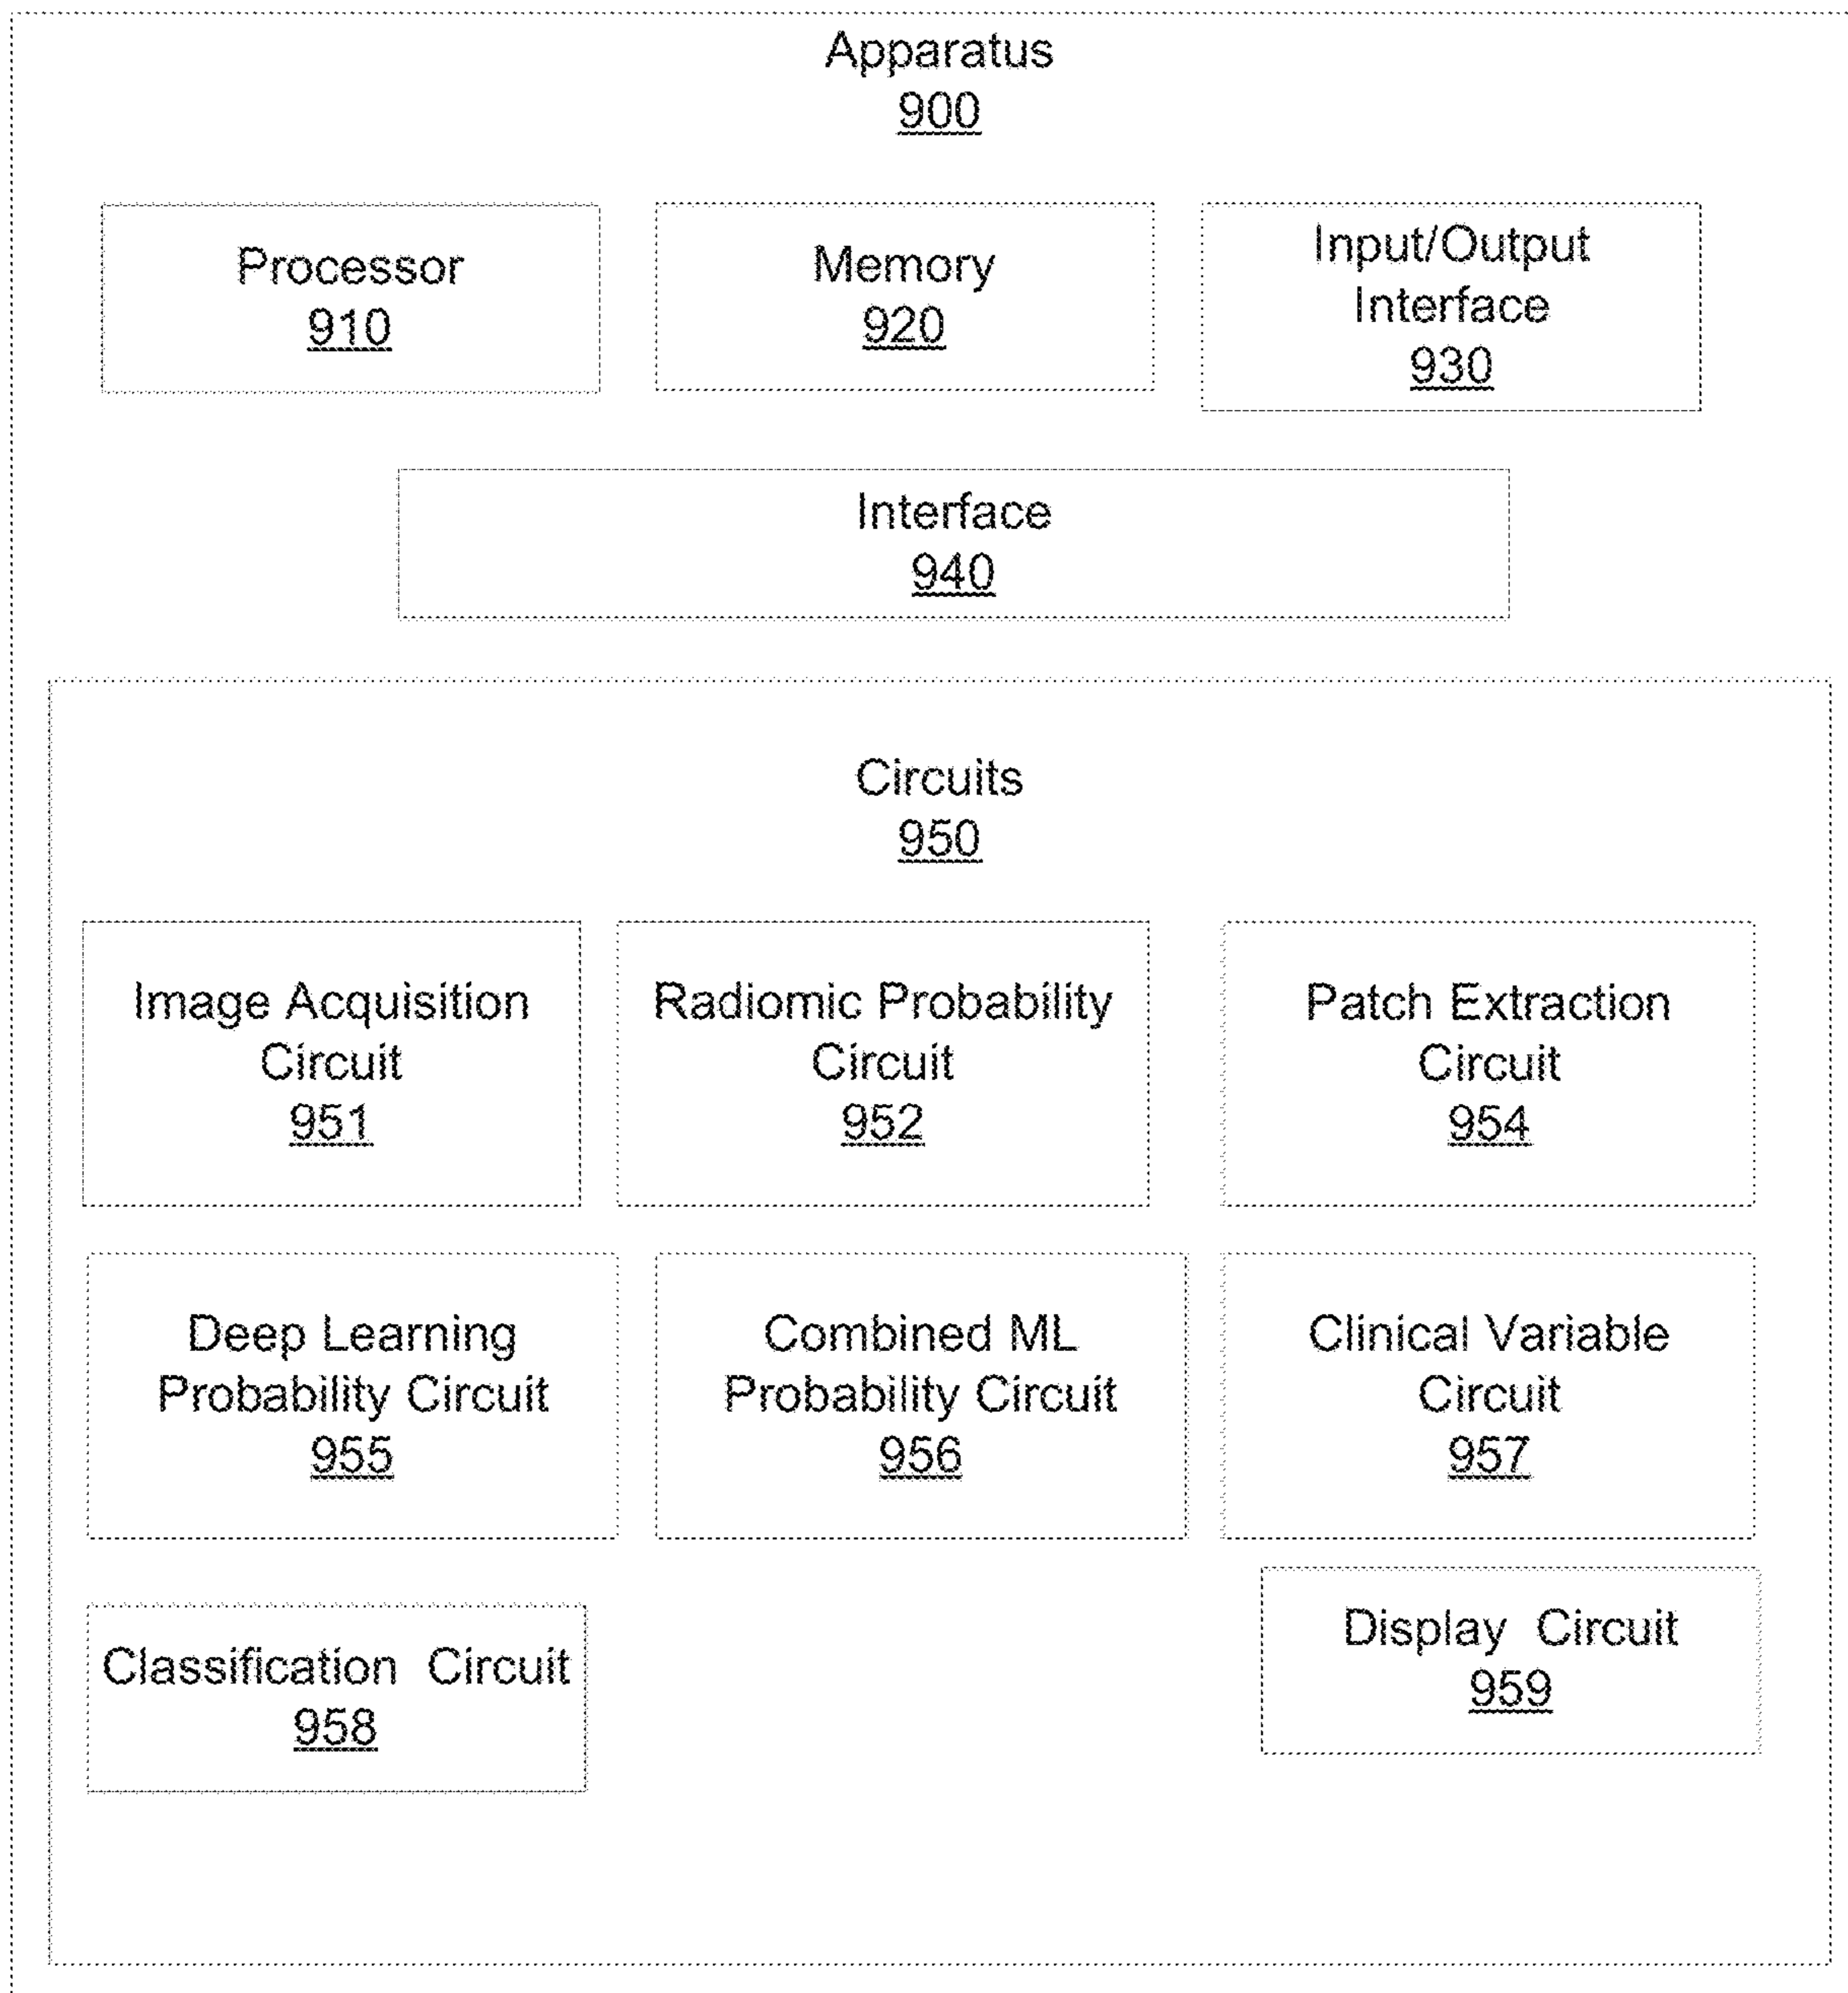 Apparatus
900
Processor
910
Memory
920
Input/Output
Interface
930
Interface
940
Circuits
950
Image Acquisition
Circuit
951
Radiomic Probability
Circuit
952
Patch Extraction
Circuit
954
Deep Learning
Probability Circuit
955
Combined ML
Probability Circuit
956
Clinical Variable
Circuit
957
Classification Circuit
958
Display Circuit
959